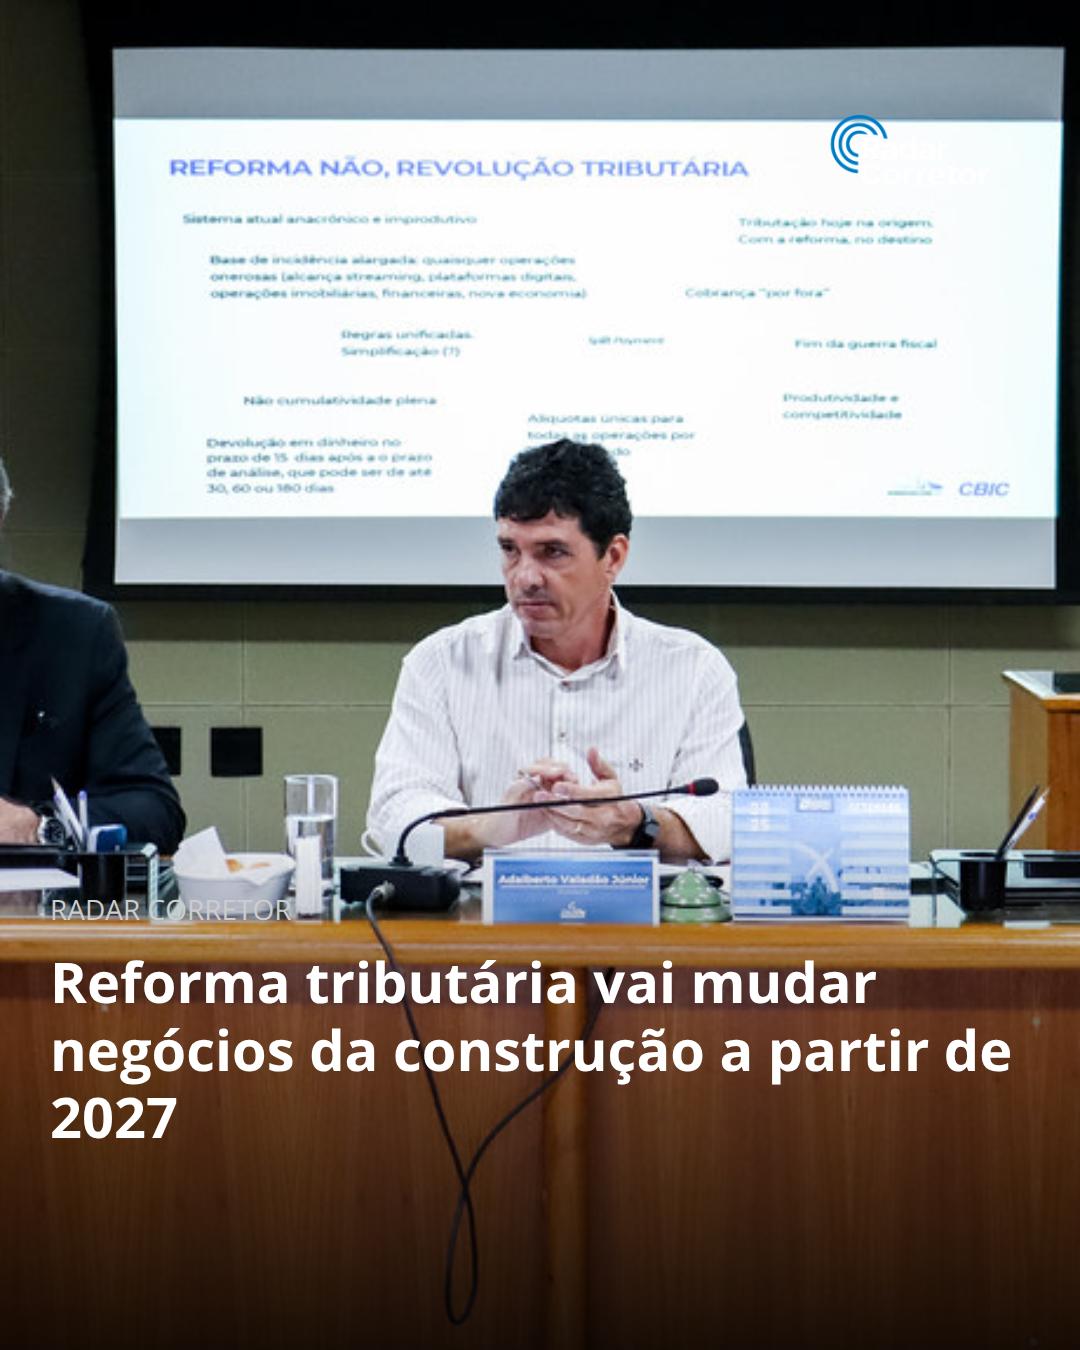 REFORMA NÃO, REVOLUÇÃO TRIBUTÁRIA
Radar
Corretor
Sistema atual anacrônico e improdutivo
Tributação hoje na origem.
Com a reforma, no destino
Base de incidência alargada: quaisquer operações
onerosas (alcança streaming, plataformas digitais,
operações imobiliárias, financeiras, nova economia)
Cobrança "por fora"
Regras unificadas.
Simplificação (?)
Split Payment
Fim da guerra fiscal
Não cumulatividade plena
Produtividade e
competitividade
Alíquotas únicas para
todas as operações por
Devolução em dinheiro no
prazo de 15 dias após a o prazo
de análise, que pode ser de até
30, 60 ou 180 dias
CBIC
Adalberto Valadão Júnior
RADAR CORRETOR
Reforma tributária vai mudar
negócios da construção a partir de
2027